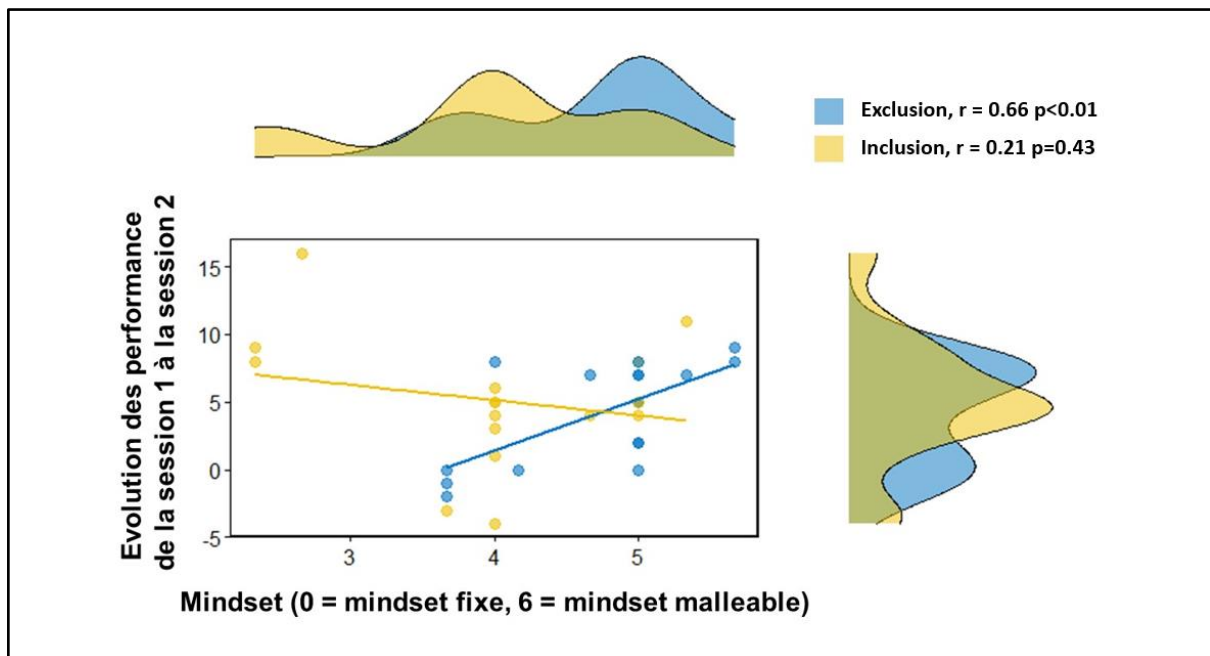 Exclusion, r = 0.66 p<0.01
Inclusion, r = 0.21 p=0.43
Evolution des performance
de la session 1 à la session 2
15
10
5
0
-5
3
4
5
Mindset (0 = mindset fixe, 6 = mindset malleable)